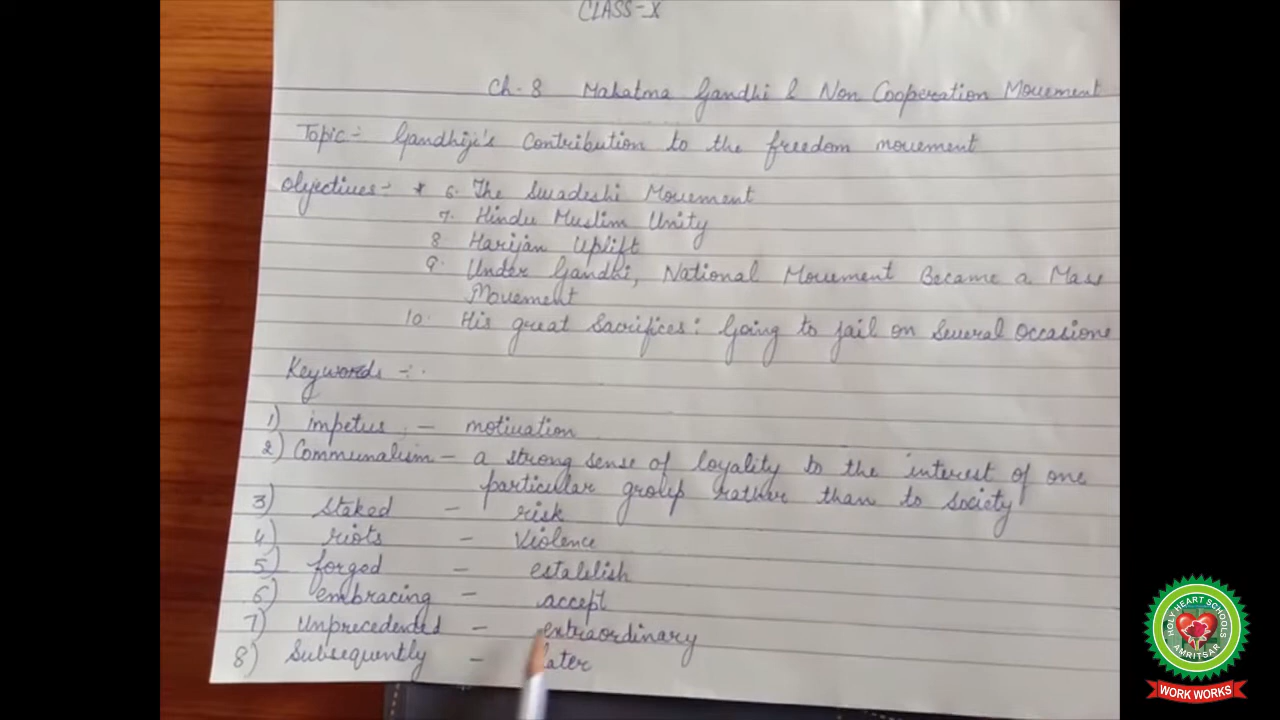 CLASS-X
Ch-8 Mahatma Gandhi & Non Cooperation Movement
Topic:- Gandhiji's Contribution to the freedom movement
Objectives:- * 6. The Swadeshi Movement
7. Hindu Muslim Unity
8 Harijan Uplift
9. Under Gandhi, National Movement Became a Mass
Movement
10. His great Sacrifices: Going to jail on Several Occasions
Keywords :-
1) impetus - motivation
2) Communalism - a strong sense of loyality to the interest of one
particular group rather than to society
3) staked - risk
4) riots - Violence
5) forged - establish
6) embracing - accept
7) Unprecedented - extraordinary
8) Subsequently - later
HOLY HEART SCHOOLS
AMRITSAR
WORK WORKS